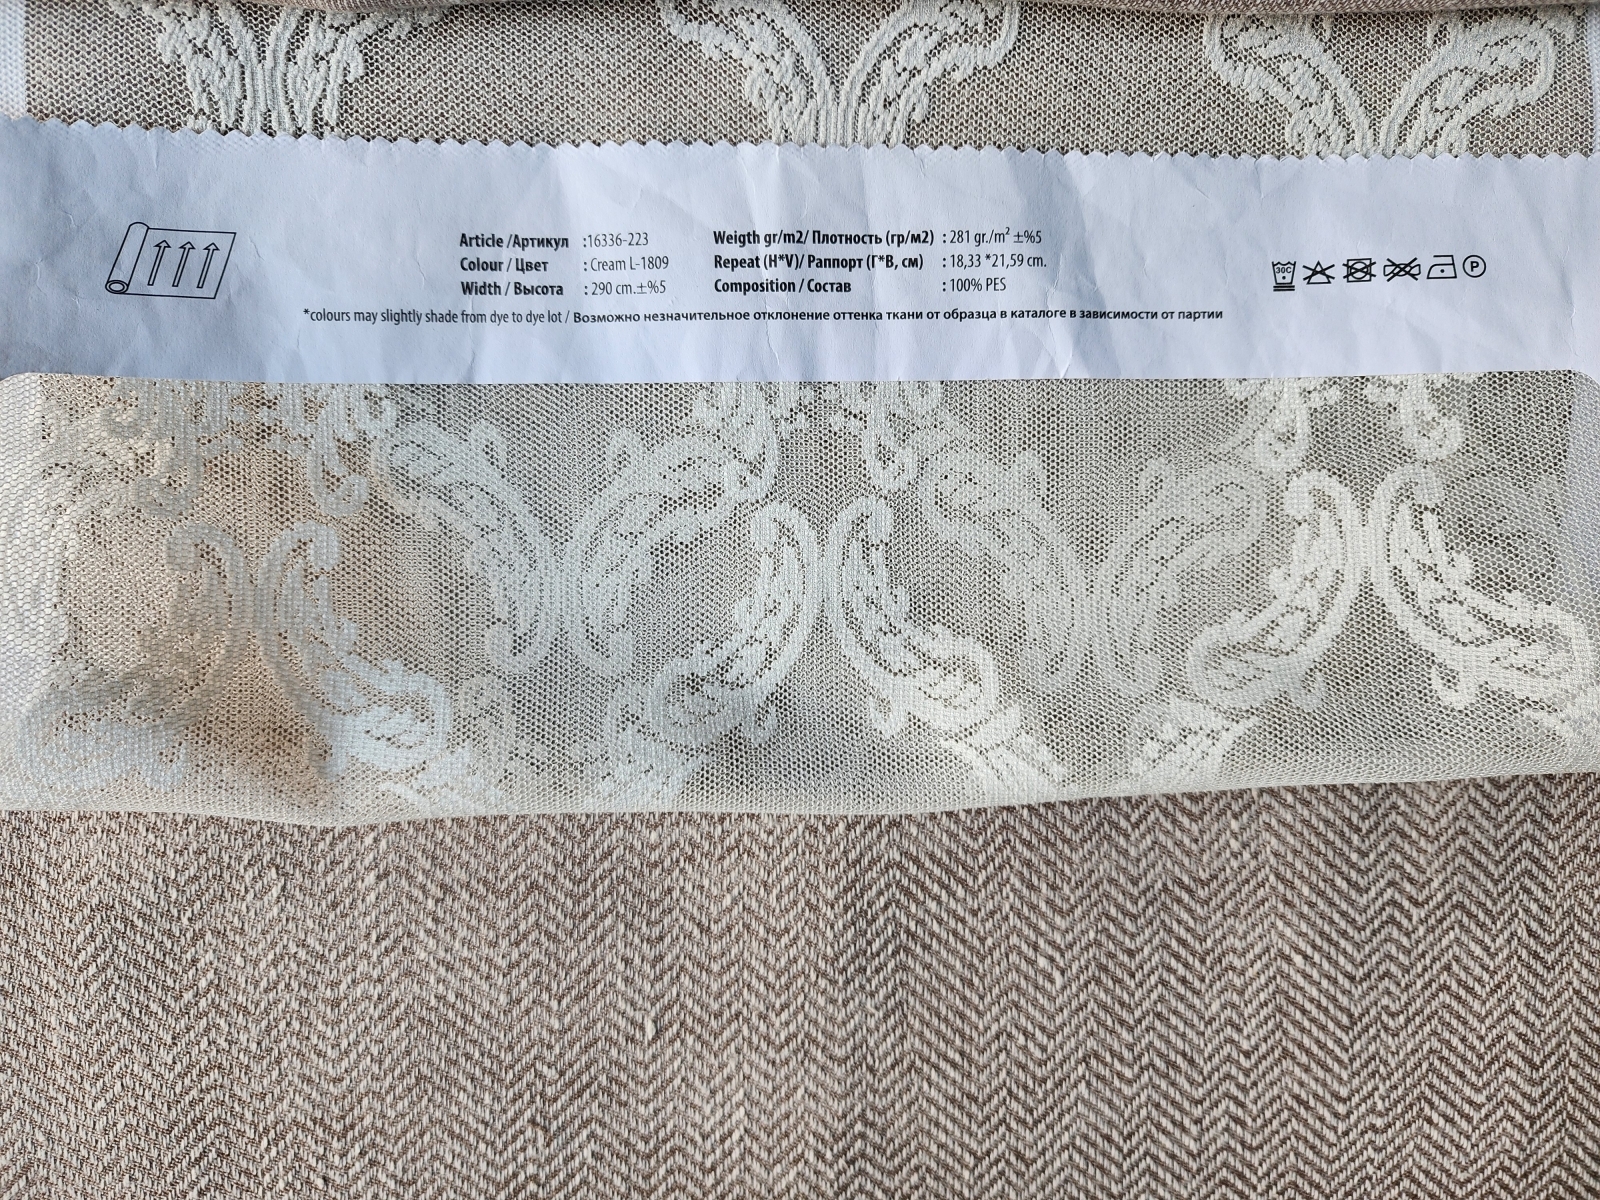 Article /Артикул :16336-223 Weigth gr/m2/ Плотность (гр/м2) : 281 gr./m² ±%5
Colour / Цвет : Cream L-1809 Repeat (H*V)/ Раппорт (Г*В, см) : 18,33 *21,59 cm.
Width / Высота : 290 cm.±%5 Composition / Состав : 100% PES
30C P
*colours may slightly shade from dye to dye lot / Возможно незначительное отклонение оттенка ткани от образца в каталоге в зависимости от партии